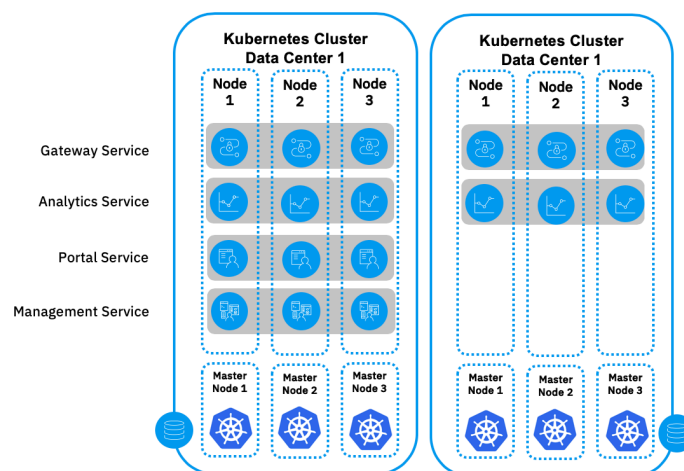 Kubernetes Cluster
Data Center 1
Node
1
Node
2
Node
3
Gateway Service
Analytics Service
Portal Service
Management Service
Master
Node 1
Master
Node 2
Master
Node 3
Kubernetes Cluster
Data Center 1
Node
1
Node
2
Node
3
Master
Node 1
Master
Node 2
Master
Node 3